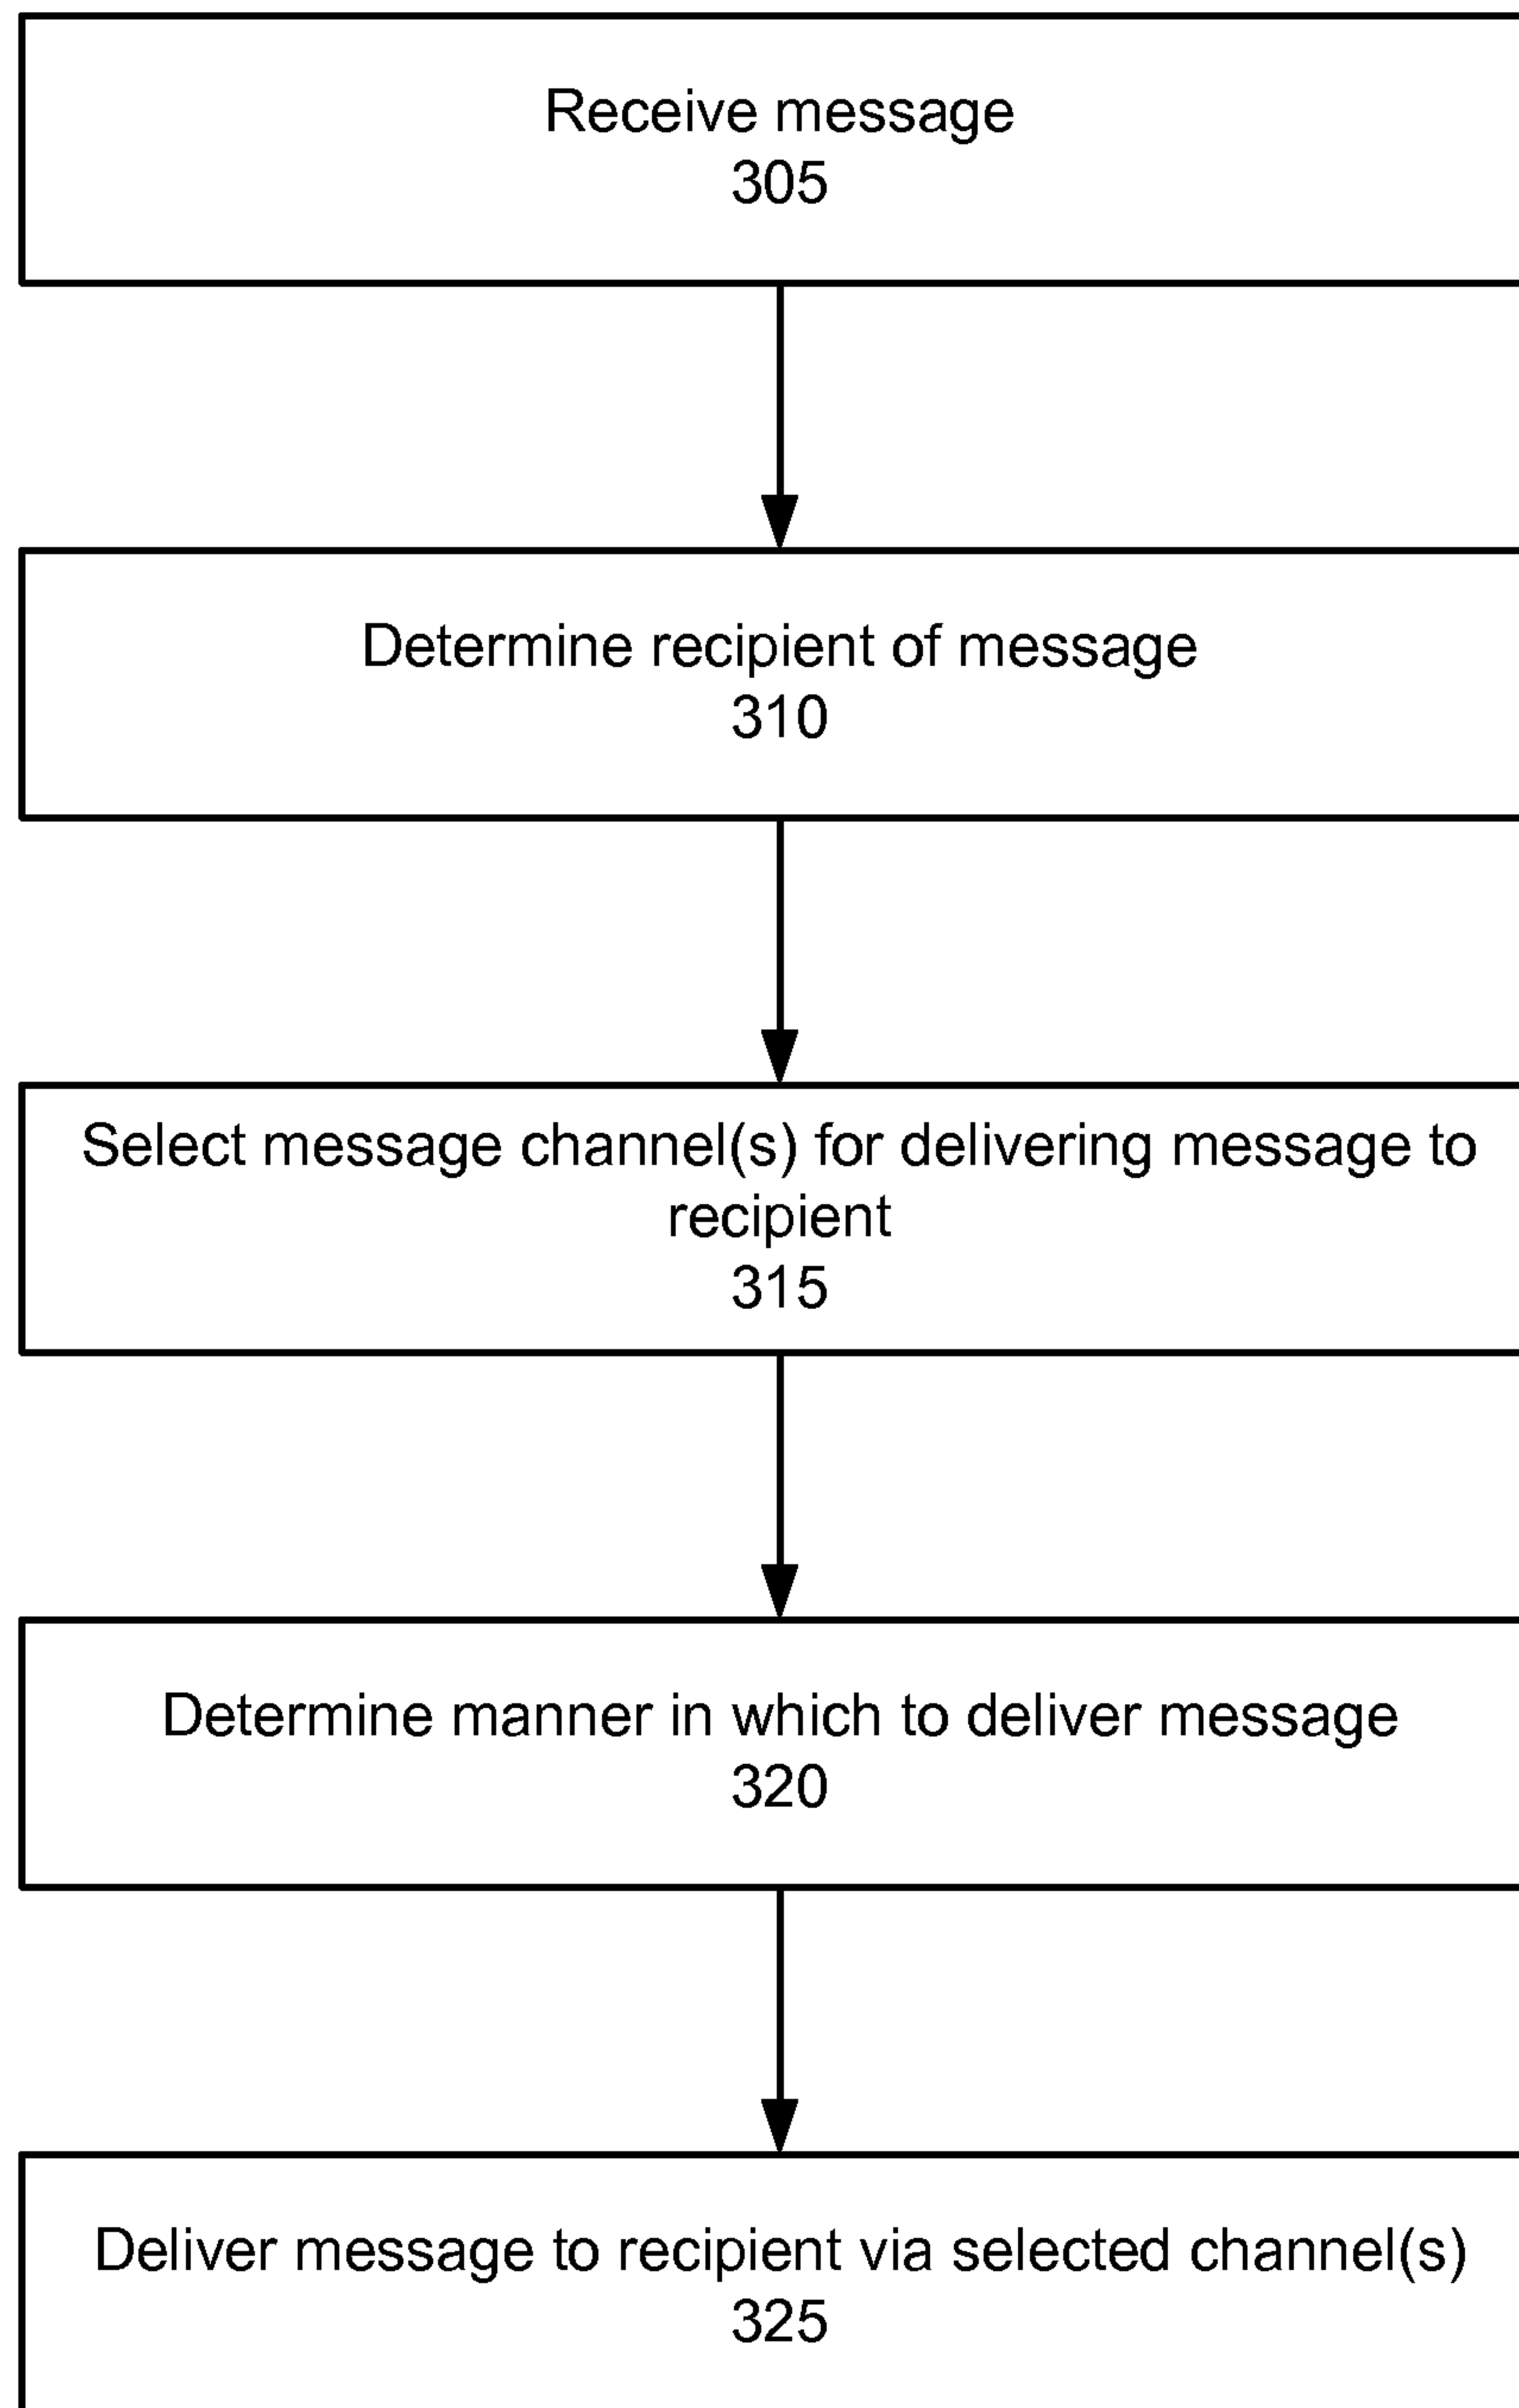 Receive message
305
Determine recipient of message
310
Select message channel(s) for delivering message to
recipient
315
Determine manner in which to deliver message
320
Deliver message to recipient via selected channel(s)
325